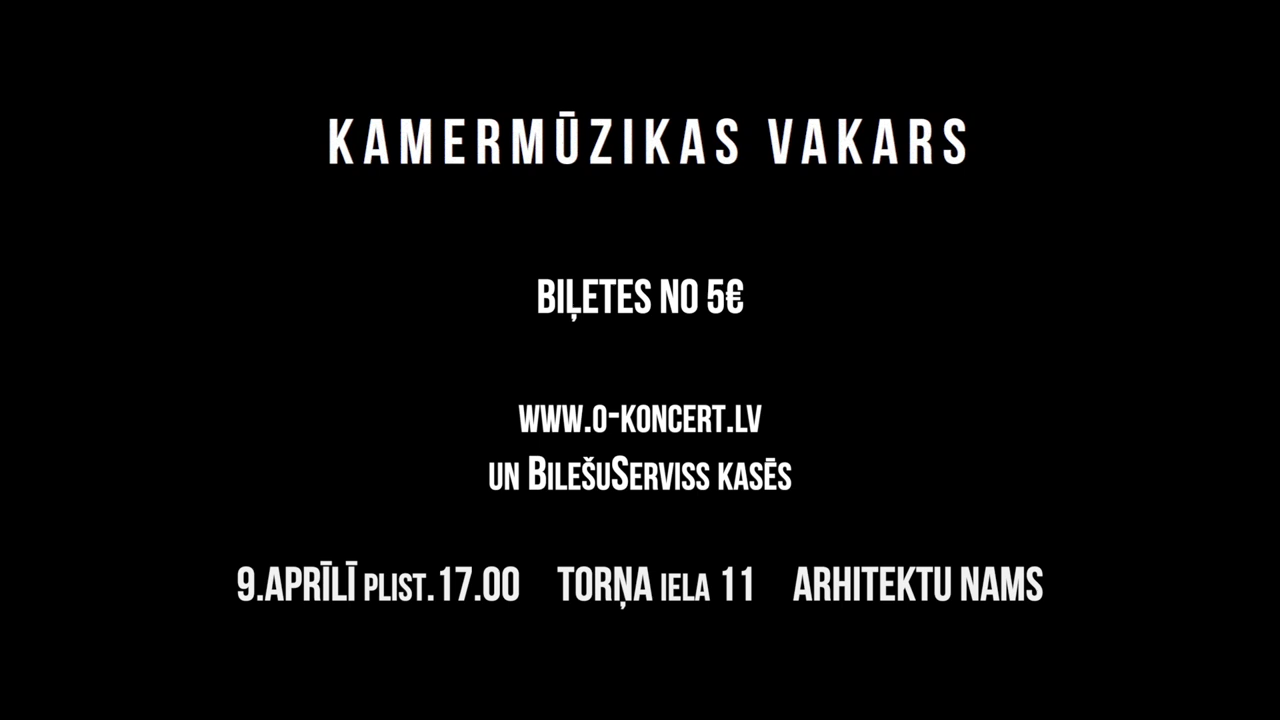 KAMERMŪZIKAS VAKARS
BIĻETES NO 5€
WWW.O-KONCERT.LV
UN BILEŠUSERVISS KASĒS
9.APRĪLĪ PLIST.17.00 TORŅA IELA 11 ARHITEKTU NAMS